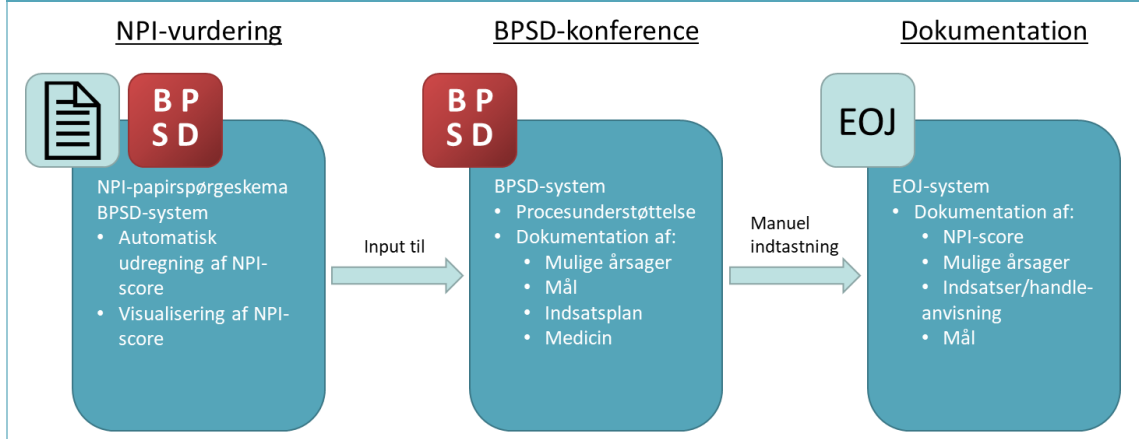 NPI-vurdering
B P
S D
NPI-papirspørgeskema
BPSD-system
• Automatisk
udregning af NPI-
score
• Visualisering af NPI-
score
Input til
BPSD-konference
B P
S D
BPSD-system
• Procesunderstøttelse
• Dokumentation af:
• Mulige årsager
• Mål
• Indsatsplan
• Medicin
Manuel
indtastning
Dokumentation
EOJ
EOJ-system
• Dokumentation af:
• NPI-score
• Mulige årsager
• Indsatser/handle-
anvisning
• Mål